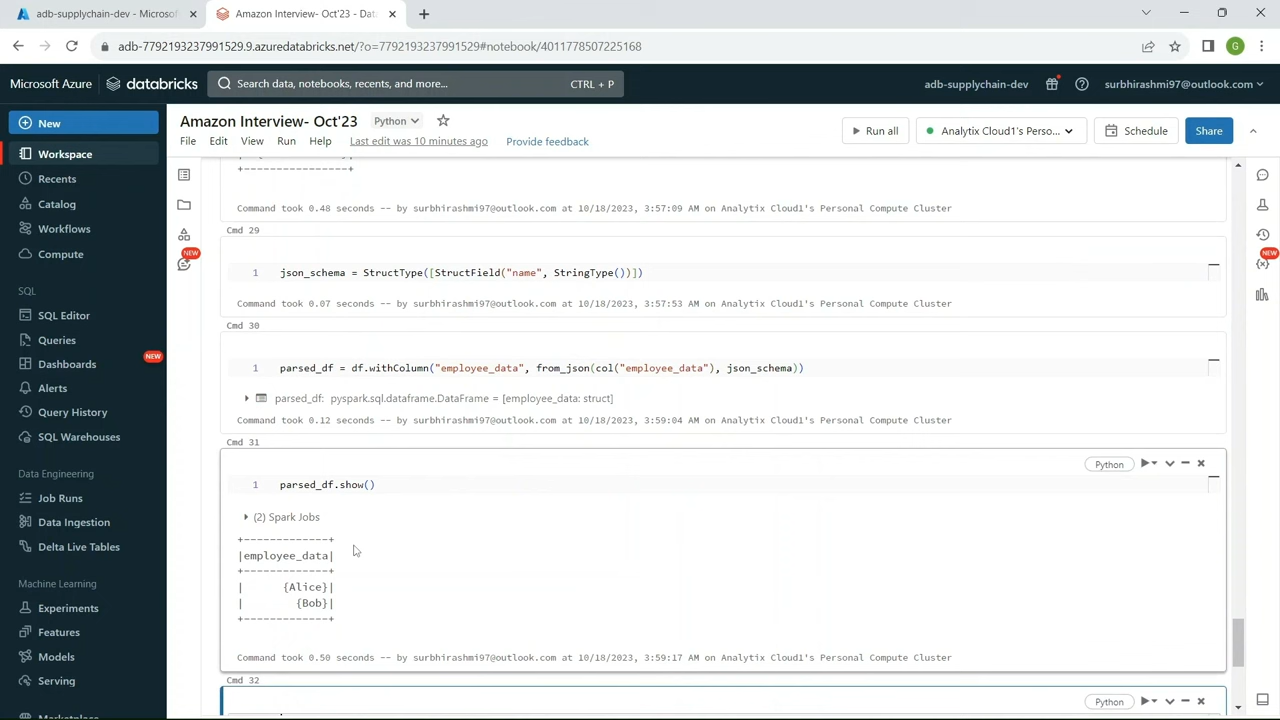 adb-supplychain-dev - Microsof
Amazon Interview- Oct'23 - Dat
adb-7792193237991529.9.azuredatabricks.net/?o=7792193237991529#notebook/4011778507225168
G
Microsoft Azure
databricks
Search data, notebooks, recents, and more...
CTRL + P
adb-supplychain-dev
surbhirashmi97@outlook.com
New
Workspace
Recents
Catalog
Workflows
Compute
SQL
SQL Editor
Queries
Dashboards
NEW
Alerts
Query History
SQL Warehouses
Data Engineering
Job Runs
Data Ingestion
Delta Live Tables
Machine Learning
Experiments
Features
Models
Serving
Marketplace
Amazon Interview- Oct'23
Python
File
Edit
View
Run
Help
Last edit was 10 minutes ago
Provide feedback
Run all
Analytix Cloud1's Perso...
Schedule
Share
NEW
NEW
+----------------+
Command took 0.48 seconds -- by surbhirashmi97@outlook.com at 10/18/2023, 3:57:09 AM on Analytix Cloud1's Personal Compute Cluster
Cmd 29
1 json_schema = StructType([StructField("name", StringType())])
Command took 0.07 seconds -- by surbhirashmi97@outlook.com at 10/18/2023, 3:57:53 AM on Analytix Cloud1's Personal Compute Cluster
Cmd 30
1 parsed_df = df.withColumn("employee_data", from_json(col("employee_data"), json_schema))
parsed_df: pyspark.sql.dataframe.DataFrame = [employee_data: struct]
Command took 0.12 seconds -- by surbhirashmi97@outlook.com at 10/18/2023, 3:59:04 AM on Analytix Cloud1's Personal Compute Cluster
Cmd 31
Python
1 parsed_df.show()
(2) Spark Jobs
+-------------+
|employee_data|
+-------------+
|      {Alice}|
|        {Bob}|
+-------------+
Command took 0.50 seconds -- by surbhirashmi97@outlook.com at 10/18/2023, 3:59:17 AM on Analytix Cloud1's Personal Compute Cluster
Cmd 32
Python